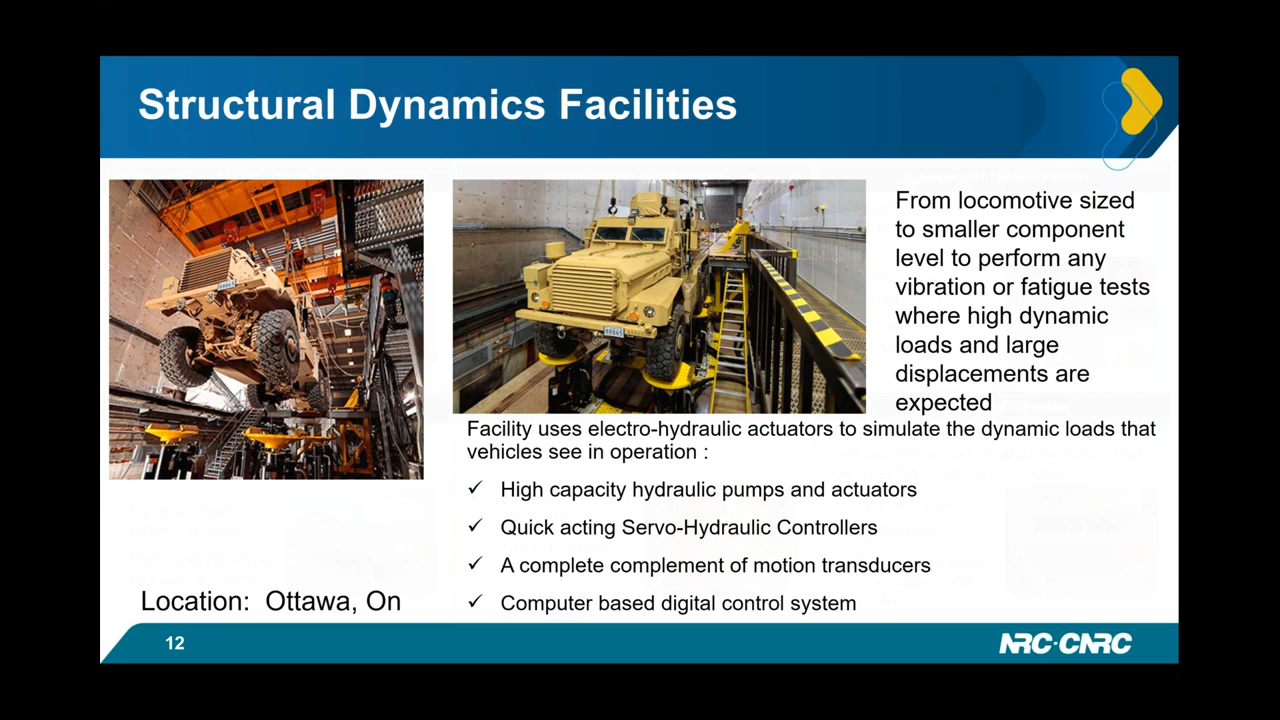 Structural Dynamics Facilities
From locomotive sized
to smaller component
level to perform any
vibration or fatigue tests
where high dynamic
loads and large
displacements are
expected
Facility uses electro-hydraulic actuators to simulate the dynamic loads that
vehicles see in operation :
✓ High capacity hydraulic pumps and actuators
✓ Quick acting Servo-Hydraulic Controllers
✓ A complete complement of motion transducers
✓ Computer based digital control system
Location: Ottawa, On
12
NRC·CNRC